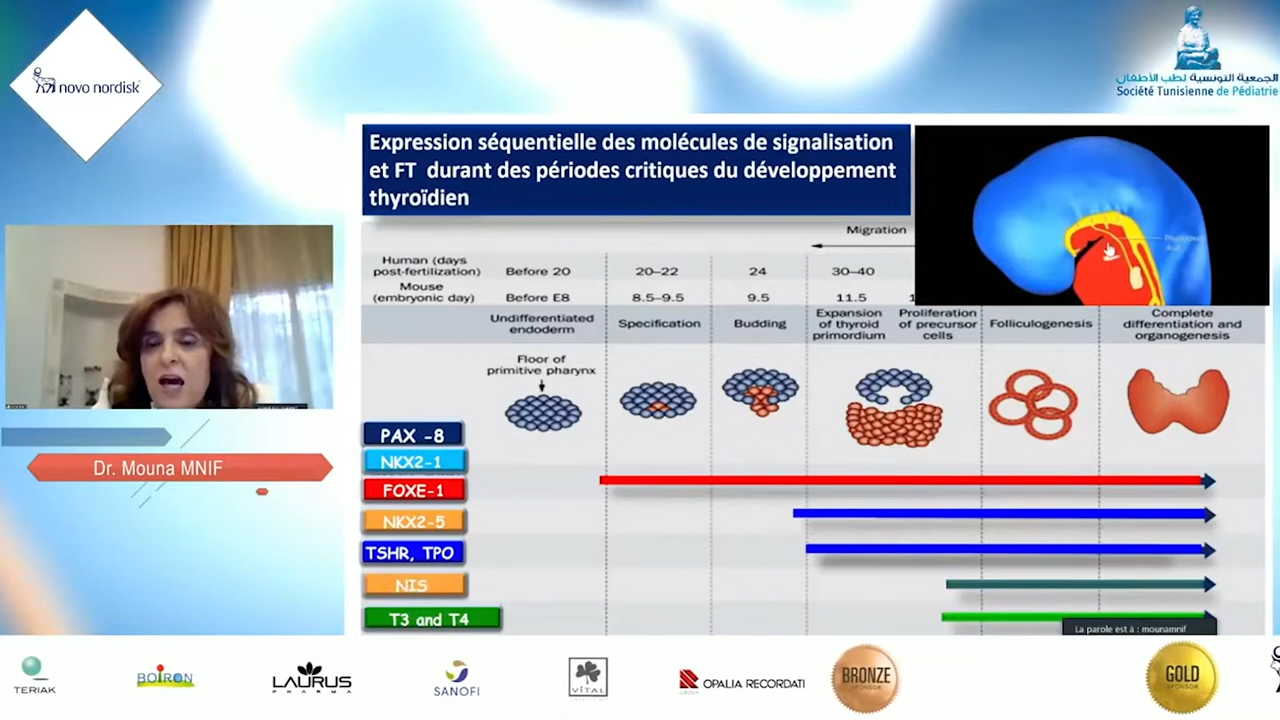 novo nordisk
الجمعية التونسية لطب الأطفال
Société Tunisienne de Pédiatrie
Expression séquentielle des molécules de signalisation
et FT durant des périodes critiques du développement
thyroïdien
Migration
Human (days
post-fertilization)
Before 20
20–22
24
30–40
Mouse
(embryonic day)
Before E8
8.5–9.5
9.5
11.5
Undifferentiated
endoderm
Specification
Budding
Expansion
of thyroid
primordium
Proliferation
of precursor
cells
Folliculogenesis
Complete
differentiation and
organogenesis
Floor of
primitive pharynx
PAX -8
NKX2-1
FOXE-1
NKX2-5
TSHR, TPO
NIS
T3 and T4
La parole est à : mounamnif
Dr. Mouna MNIF
TERIAK
BOIRON
LAURUS
PHARMA
SANOFI
VITAL
OPALIA RECORDATI
BRONZE
SPONSOR
GOLD
SPONSOR